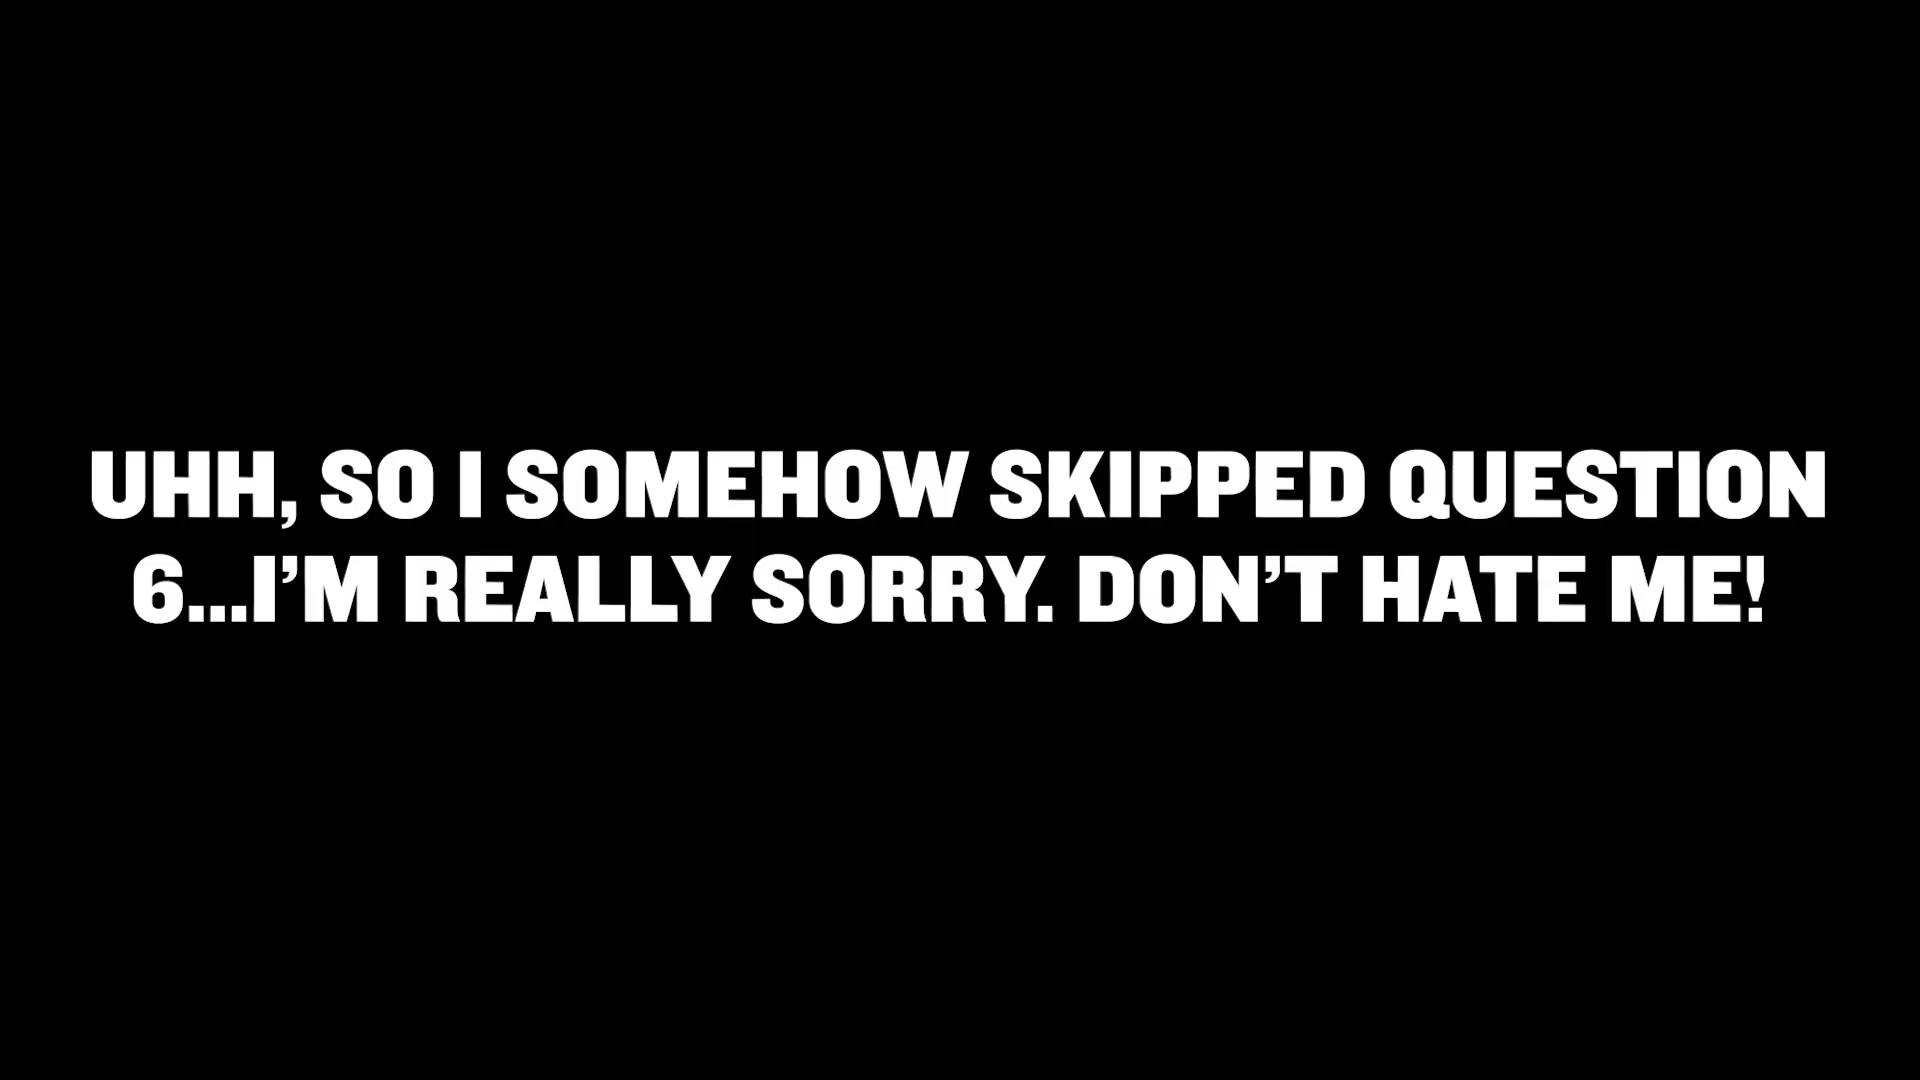 UHH, SO I SOMEHOW SKIPPED QUESTION
6...I’M REALLY SORRY. DON’T HATE ME!